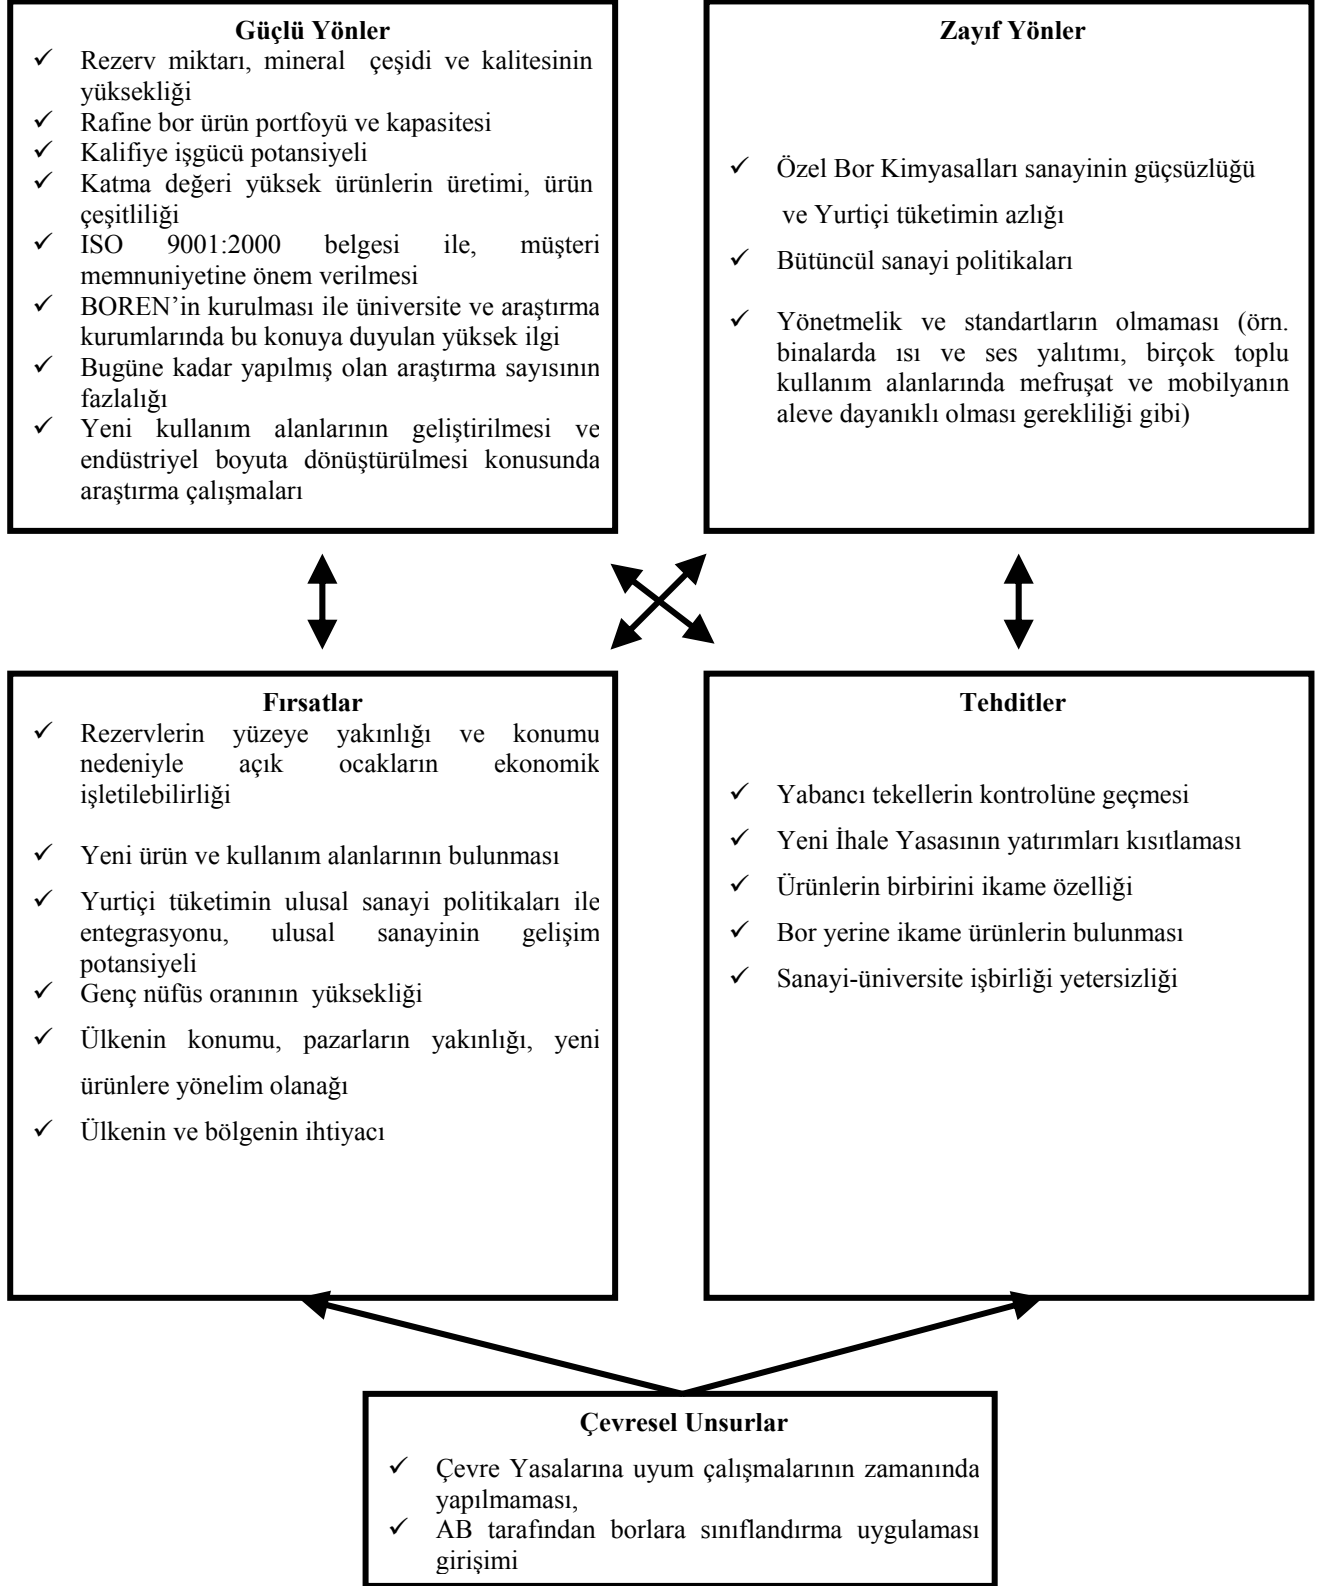 Güçlü Yönler
✓ Rezerv miktarı, mineral çeşidi ve kalitesinin
yüksekliği
✓ Rafine bor ürün portfoyü ve kapasitesi
✓ Kalifiye işgücü potansiyeli
✓ Katma değeri yüksek ürünlerin üretimi, ürün
çeşitliliği
✓ ISO 9001:2000 belgesi ile, müşteri
memnuniyetine önem verilmesi
✓ BOREN’in kurulması ile üniversite ve araştırma
kurumlarında bu konuya duyulan yüksek ilgi
✓ Bugüne kadar yapılmış olan araştırma sayısının
fazlalığı
✓ Yeni kullanım alanlarının geliştirilmesi ve
endüstriyel boyuta dönüştürülmesi konusunda
araştırma çalışmaları
Zayıf Yönler
✓ Özel Bor Kimyasalları sanayinin güçsüzlüğü
ve Yurtiçi tüketimin azlığı
✓ Bütüncül sanayi politikaları
✓ Yönetmelik ve standartların olmaması (örn.
binalarda ısı ve ses yalıtımı, birçok toplu
kullanım alanlarında mefruşat ve mobilyanın
aleve dayanıklı olması gerekliliği gibi)
Fırsatlar
✓ Rezervlerin yüzeye yakınlığı ve konumu
nedeniyle açık ocakların ekonomik
işletilebilirliği
✓ Yeni ürün ve kullanım alanlarının bulunması
✓ Yurtiçi tüketimin ulusal sanayi politikaları ile
entegrasyonu, ulusal sanayinin gelişim
potansiyeli
✓ Genç nüfüs oranının yüksekliği
✓ Ülkenin konumu, pazarların yakınlığı, yeni
ürünlere yönelim olanağı
✓ Ülkenin ve bölgenin ihtiyacı
Tehditler
✓ Yabancı tekellerin kontrolüne geçmesi
✓ Yeni İhale Yasasının yatırımları kısıtlaması
✓ Ürünlerin birbirini ikame özelliği
✓ Bor yerine ikame ürünlerin bulunması
✓ Sanayi-üniversite işbirliği yetersizliği
Çevresel Unsurlar
✓ Çevre Yasalarına uyum çalışmalarının zamanında
yapılmaması,
✓ AB tarafından borlara sınıflandırma uygulaması
girişimi